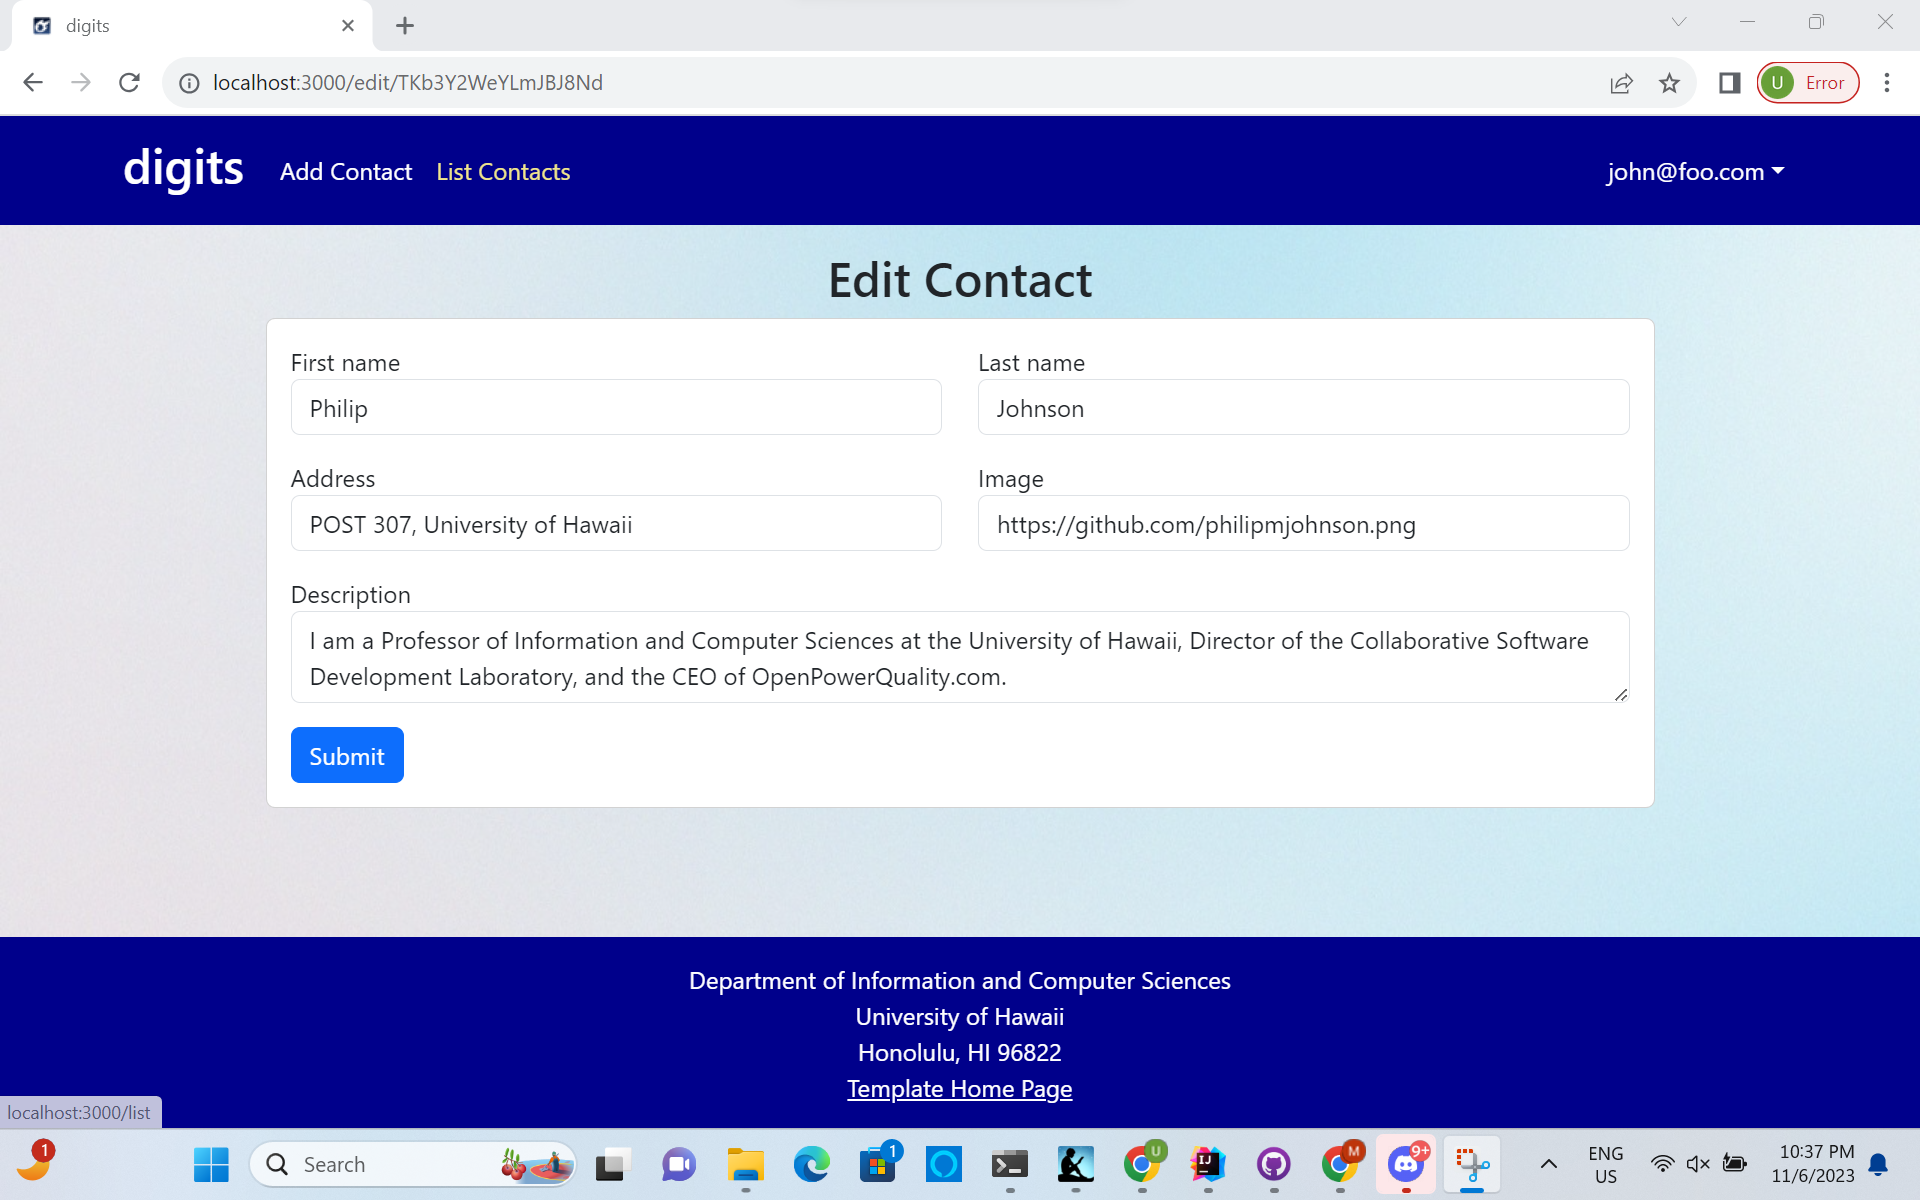 digits
localhost:3000/edit/TKb3Y2WeYLmJBJ8Nd
U Error
digits Add Contact List Contacts john@foo.com
Edit Contact
First name Last name
Philip Johnson
Address Image
POST 307, University of Hawaii https://github.com/philipmjohnson.png
Description
I am a Professor of Information and Computer Sciences at the University of Hawaii, Director of the Collaborative Software
Development Laboratory, and the CEO of OpenPowerQuality.com.
Submit
Department of Information and Computer Sciences
University of Hawaii
Honolulu, HI 96822
Template Home Page
localhost:3000/list
1 Search 1 U IJ M 9+ ENG 10:37 PM
US 11/6/2023